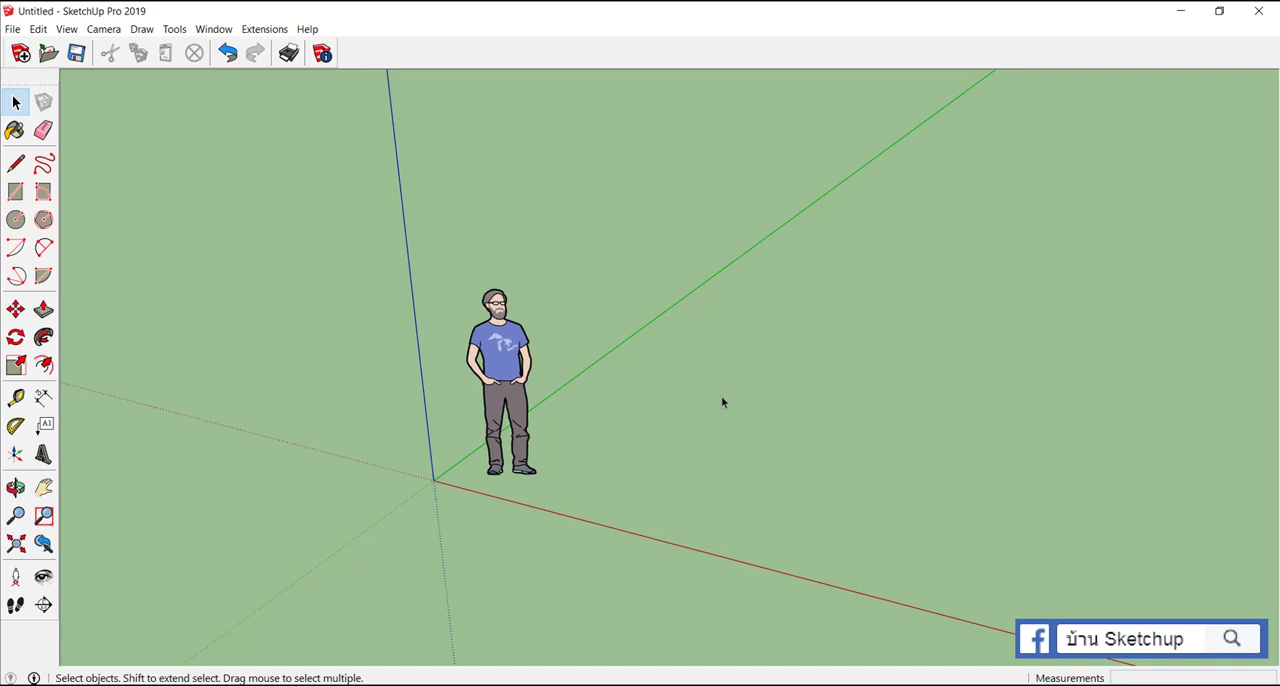 Untitled - SketchUp Pro 2019
File Edit View Camera Draw Tools Window Extensions Help
A1
บ้าน Sketchup
Select objects. Shift to extend select. Drag mouse to select multiple.
Measurements